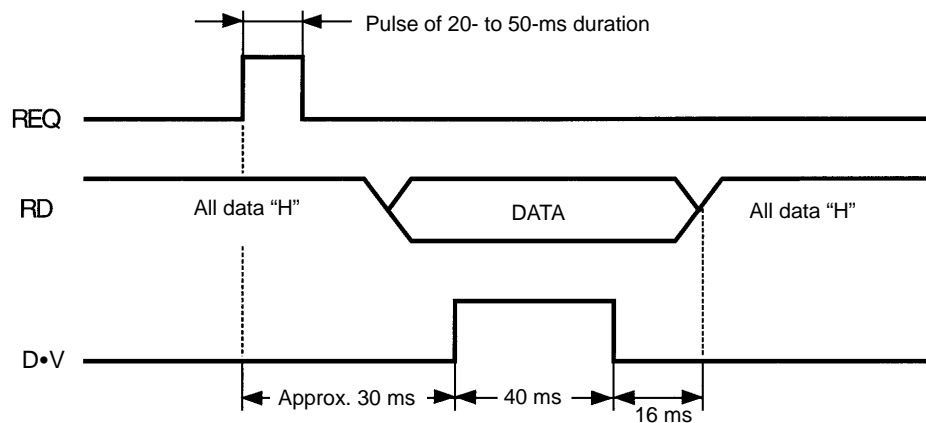 Pulse of 20- to 50-ms duration
REQ
RD
All data “H”
DATA
All data “H”
D•V
Approx. 30 ms
40 ms
16 ms